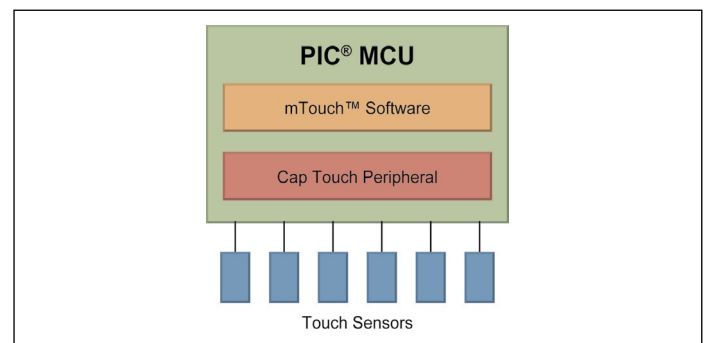 PIC® MCU
mTouch™ Software
Cap Touch Peripheral
Touch Sensors